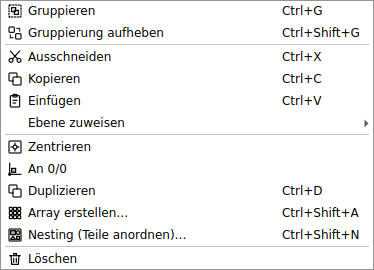 Gruppieren Ctrl+G
Gruppierung aufheben Ctrl+Shift+G
Ausschneiden Ctrl+X
Kopieren Ctrl+C
Einfügen Ctrl+V
Ebene zuweisen
Zentrieren
An 0/0
Duplizieren Ctrl+D
Array erstellen... Ctrl+Shift+A
Nesting (Teile anordnen)... Ctrl+Shift+N
Löschen